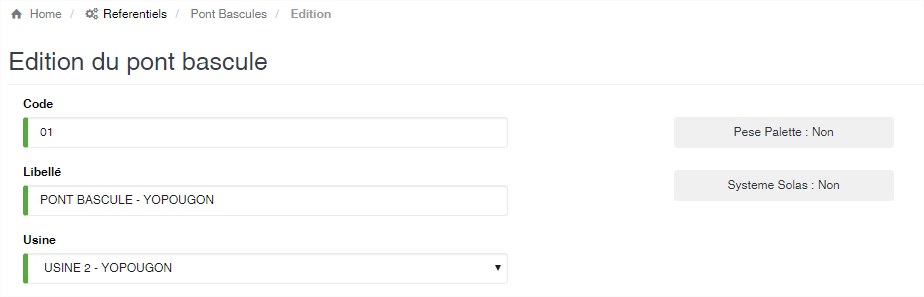 Home / Referentiels / Pont Bascules / Edition
Edition du pont bascule
Code
01
Pese Palette : Non
Libellé
PONT BASCULE - YOPOUGON
Systeme Solas : Non
Usine
USINE 2 - YOPOUGON